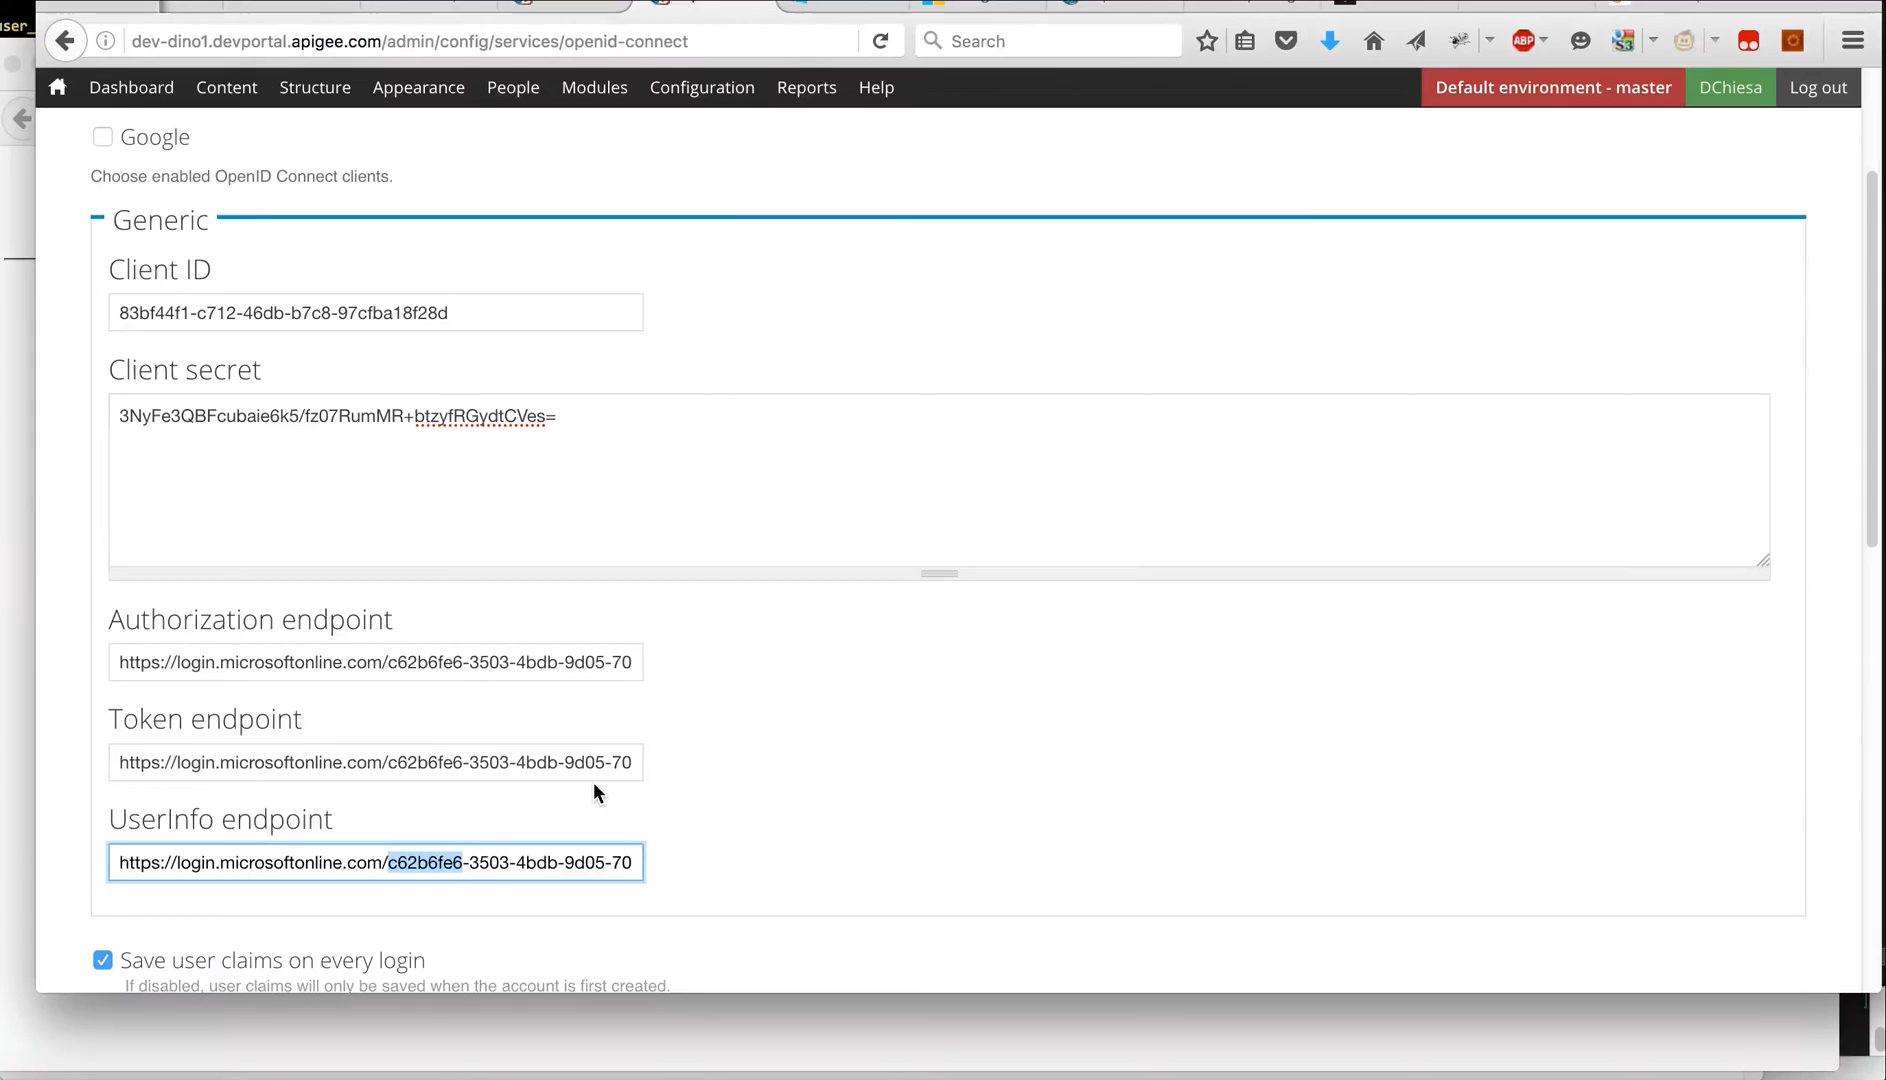 user_
dev-dino1.devportal.apigee.com/admin/config/services/openid-connect
Search
ABP
S3
Dashboard Content Structure Appearance People Modules Configuration Reports Help
Default environment - master DChiesa Log out
Google
Choose enabled OpenID Connect clients.
Generic
Client ID
83bf44f1-c712-46db-b7c8-97cfba18f28d
Client secret
3NyFe3QBFcubaie6k5/fz07RumMR+btzyfRGydtCVes=
Authorization endpoint
https://login.microsoftonline.com/c62b6fe6-3503-4bdb-9d05-70
Token endpoint
https://login.microsoftonline.com/c62b6fe6-3503-4bdb-9d05-70
UserInfo endpoint
https://login.microsoftonline.com/c62b6fe6-3503-4bdb-9d05-70
Save user claims on every login
If disabled, user claims will only be saved when the account is first created.